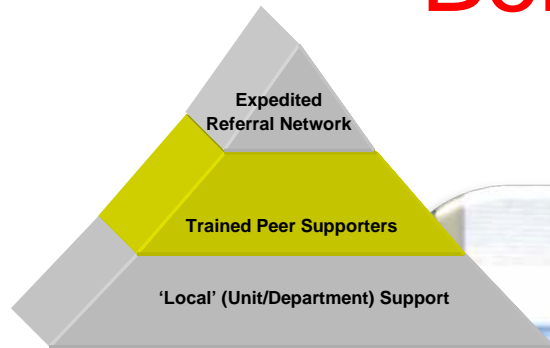 Expedited
Referral Network
Trained Peer Supporters
‘Local’ (Unit/Department) Support